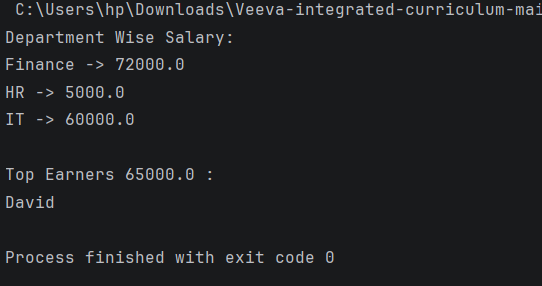 C:\Users\hp\Downloads\Veeva-integrated-curriculum-mai
Department Wise Salary:
Finance -> 72000.0
HR -> 5000.0
IT -> 60000.0
Top Earners 65000.0 :
David
Process finished with exit code 0